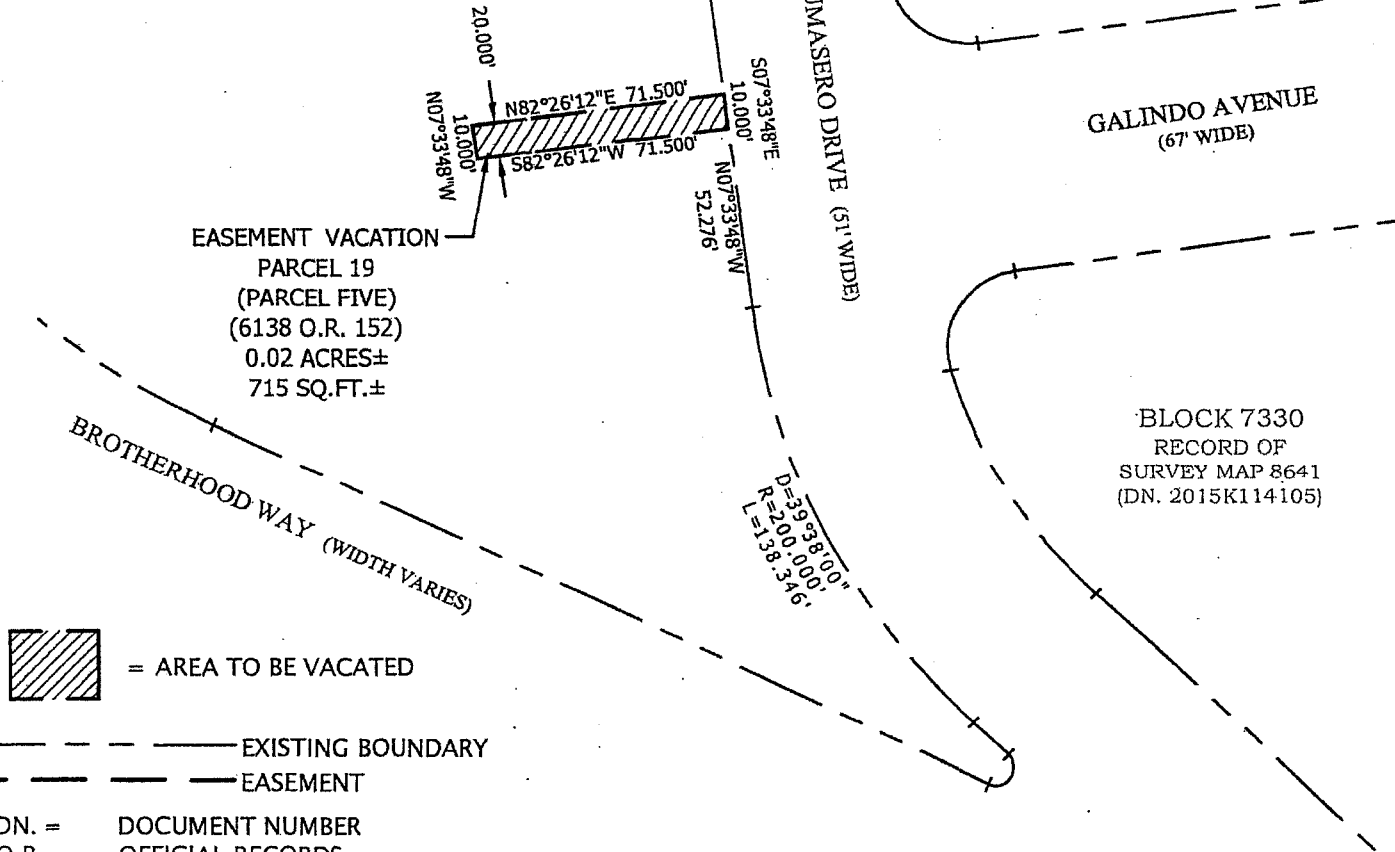 20.000'
UMASERO DRIVE (51' WIDE)
GALINDO AVENUE
(67' WIDE)
N82°26'12"E 71.500'
S82°26'12"W 71.500'
N07°33'48"W
10.000'
S07°33'48"E
10.000'
N07°33'48"W
52.276'
EASEMENT VACATION
PARCEL 19
(PARCEL FIVE)
(6138 O.R. 152)
0.02 ACRES±
715 SQ.FT.±
BROTHERHOOD WAY (WIDTH VARIES)
D=39°38'00"
R=200.000'
L=138.346'
BLOCK 7330
RECORD OF
SURVEY MAP 8641
(DN. 2015K114105)
= AREA TO BE VACATED
EXISTING BOUNDARY
EASEMENT
DN. = DOCUMENT NUMBER
OFFICIAL RECORDS